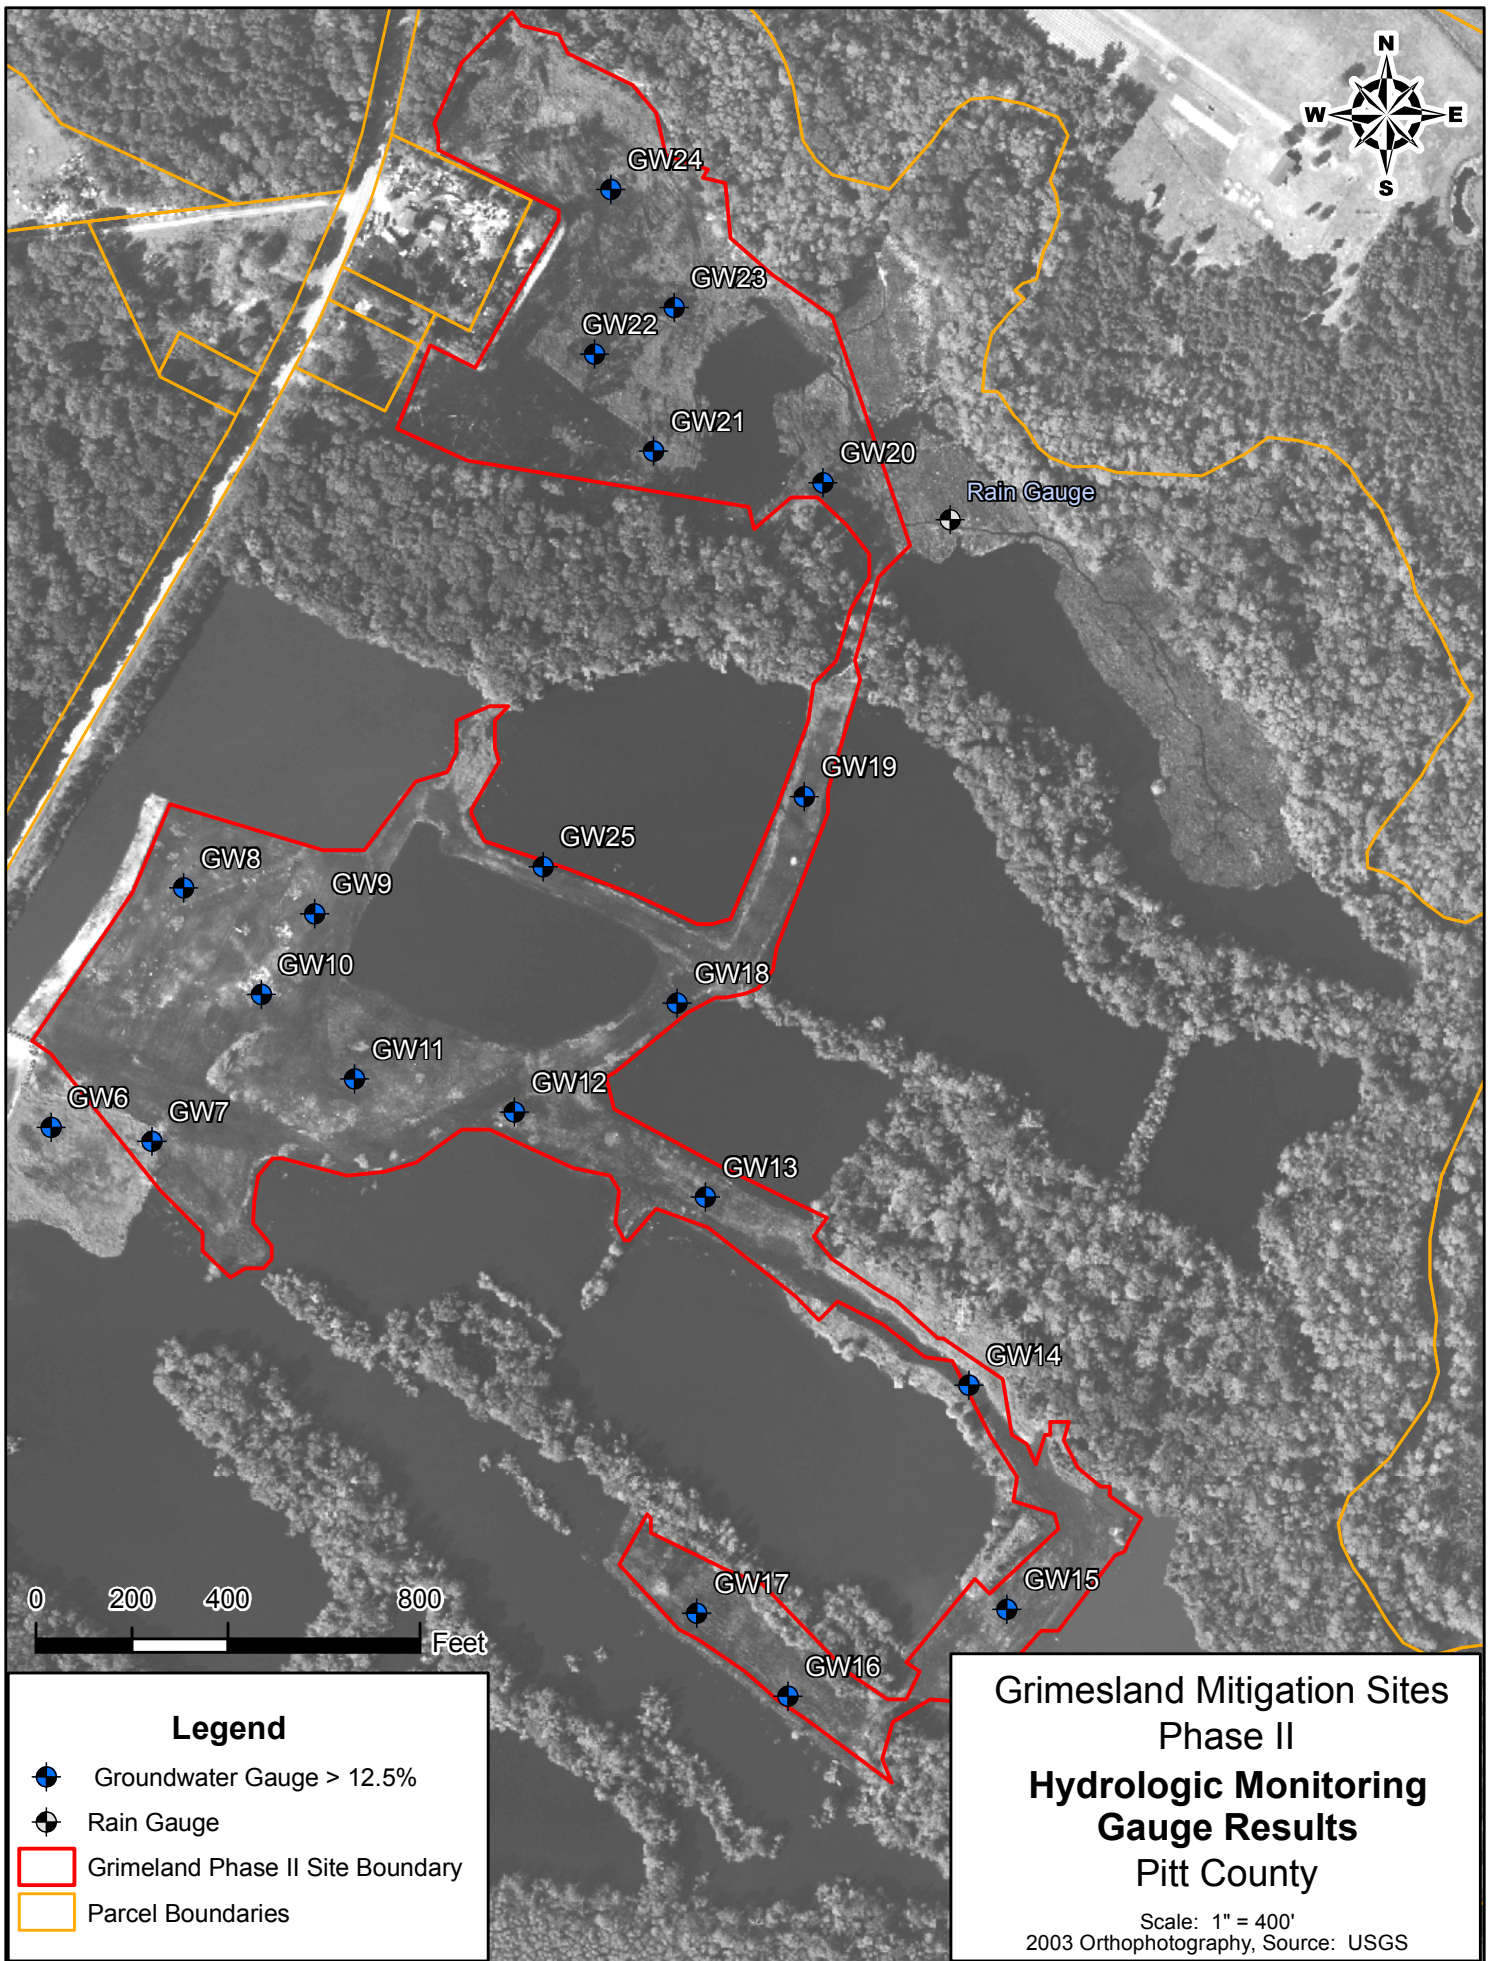 N
W E
S
GW24
GW23
GW22
GW21
GW20
Rain Gauge
GW19
GW25
GW8
GW9
GW10
GW18
GW11
GW12
GW6
GW7
GW13
GW14
GW17
GW15
GW16
0 200 400 800
Feet
Legend
Groundwater Gauge > 12.5%
Rain Gauge
Grimeland Phase II Site Boundary
Parcel Boundaries
Grimesland Mitigation Sites
Phase II
Hydrologic Monitoring
Gauge Results
Pitt County
Scale: 1" = 400'
2003 Orthophotography, Source: USGS